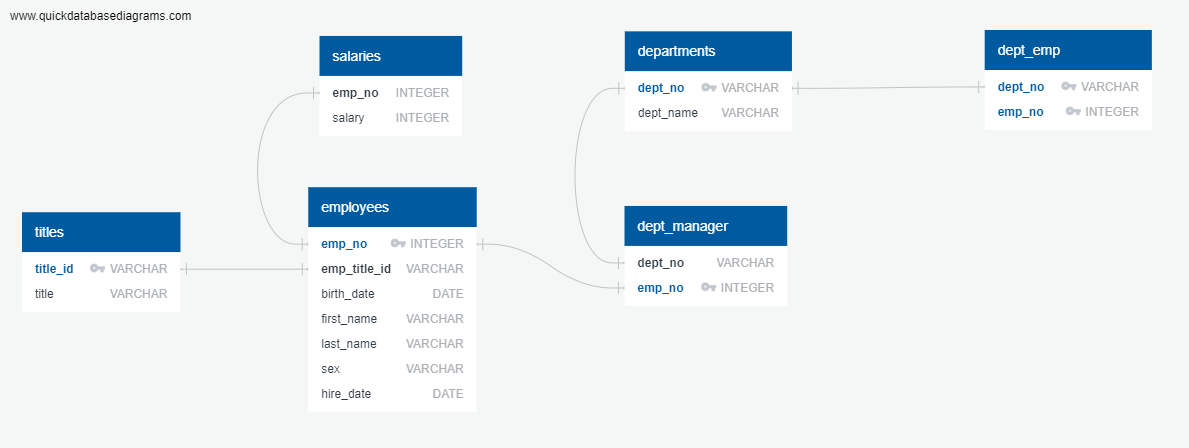 www.quickdatabasediagrams.com
salaries
emp_no INTEGER
salary INTEGER
departments
dept_no VARCHAR
dept_name VARCHAR
dept_emp
dept_no VARCHAR
emp_no INTEGER
titles
title_id VARCHAR
title VARCHAR
employees
emp_no INTEGER
emp_title_id VARCHAR
birth_date DATE
first_name VARCHAR
last_name VARCHAR
sex VARCHAR
hire_date DATE
dept_manager
dept_no VARCHAR
emp_no INTEGER